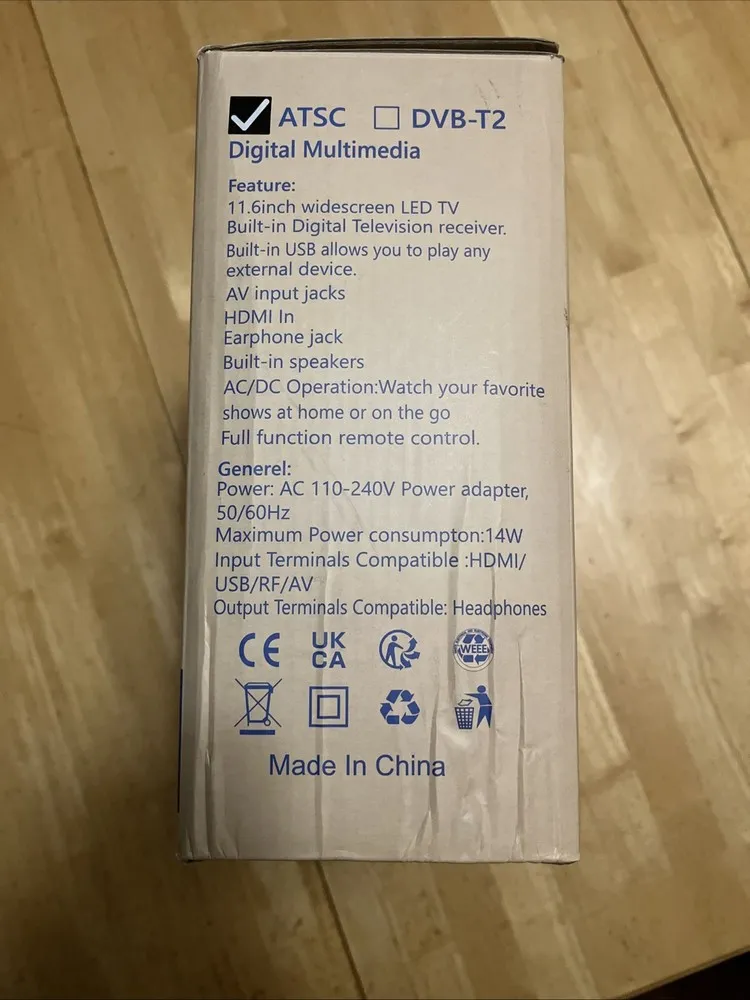 ATSC DVB-T2
Digital Multimedia
Feature:
11.6inch widescreen LED TV
Built-in Digital Television receiver.
Built-in USB allows you to play any
external device.
AV input jacks
HDMI In
Earphone jack
Built-in speakers
AC/DC Operation:Watch your favorite
shows at home or on the go
Full function remote control.
Generel:
Power: AC 110-240V Power adapter,
50/60Hz
Maximum Power consumpton:14W
Input Terminals Compatible :HDMI/
USB/RF/AV
Output Terminals Compatible: Headphones
CE UK
CA
WEEE
Made In China